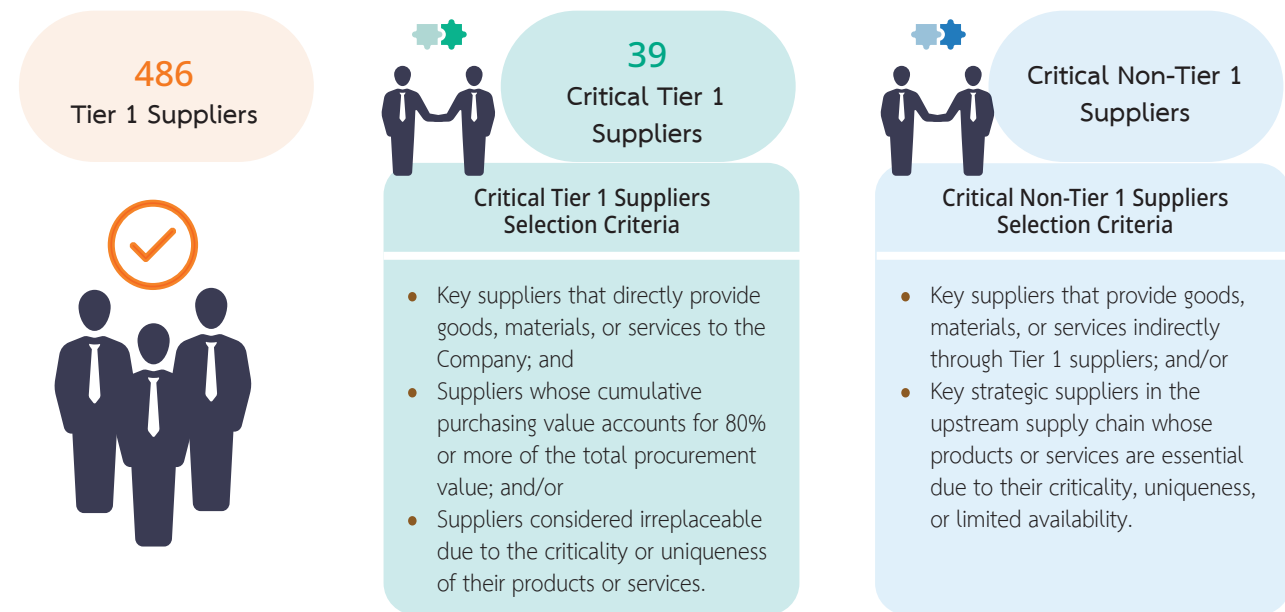 486
Tier 1 Suppliers
39
Critical Tier 1
Suppliers
Critical Tier 1 Suppliers
Selection Criteria
• Key suppliers that directly provide
goods, materials, or services to the
Company; and
• Suppliers whose cumulative
purchasing value accounts for 80%
or more of the total procurement
value; and/or
• Suppliers considered irreplaceable
due to the criticality or uniqueness
of their products or services.
Critical Non-Tier 1
Suppliers
Critical Non-Tier 1 Suppliers
Selection Criteria
• Key suppliers that provide goods,
materials, or services indirectly
through Tier 1 suppliers; and/or
• Key strategic suppliers in the
upstream supply chain whose
products or services are essential
due to their criticality, uniqueness,
or limited availability.